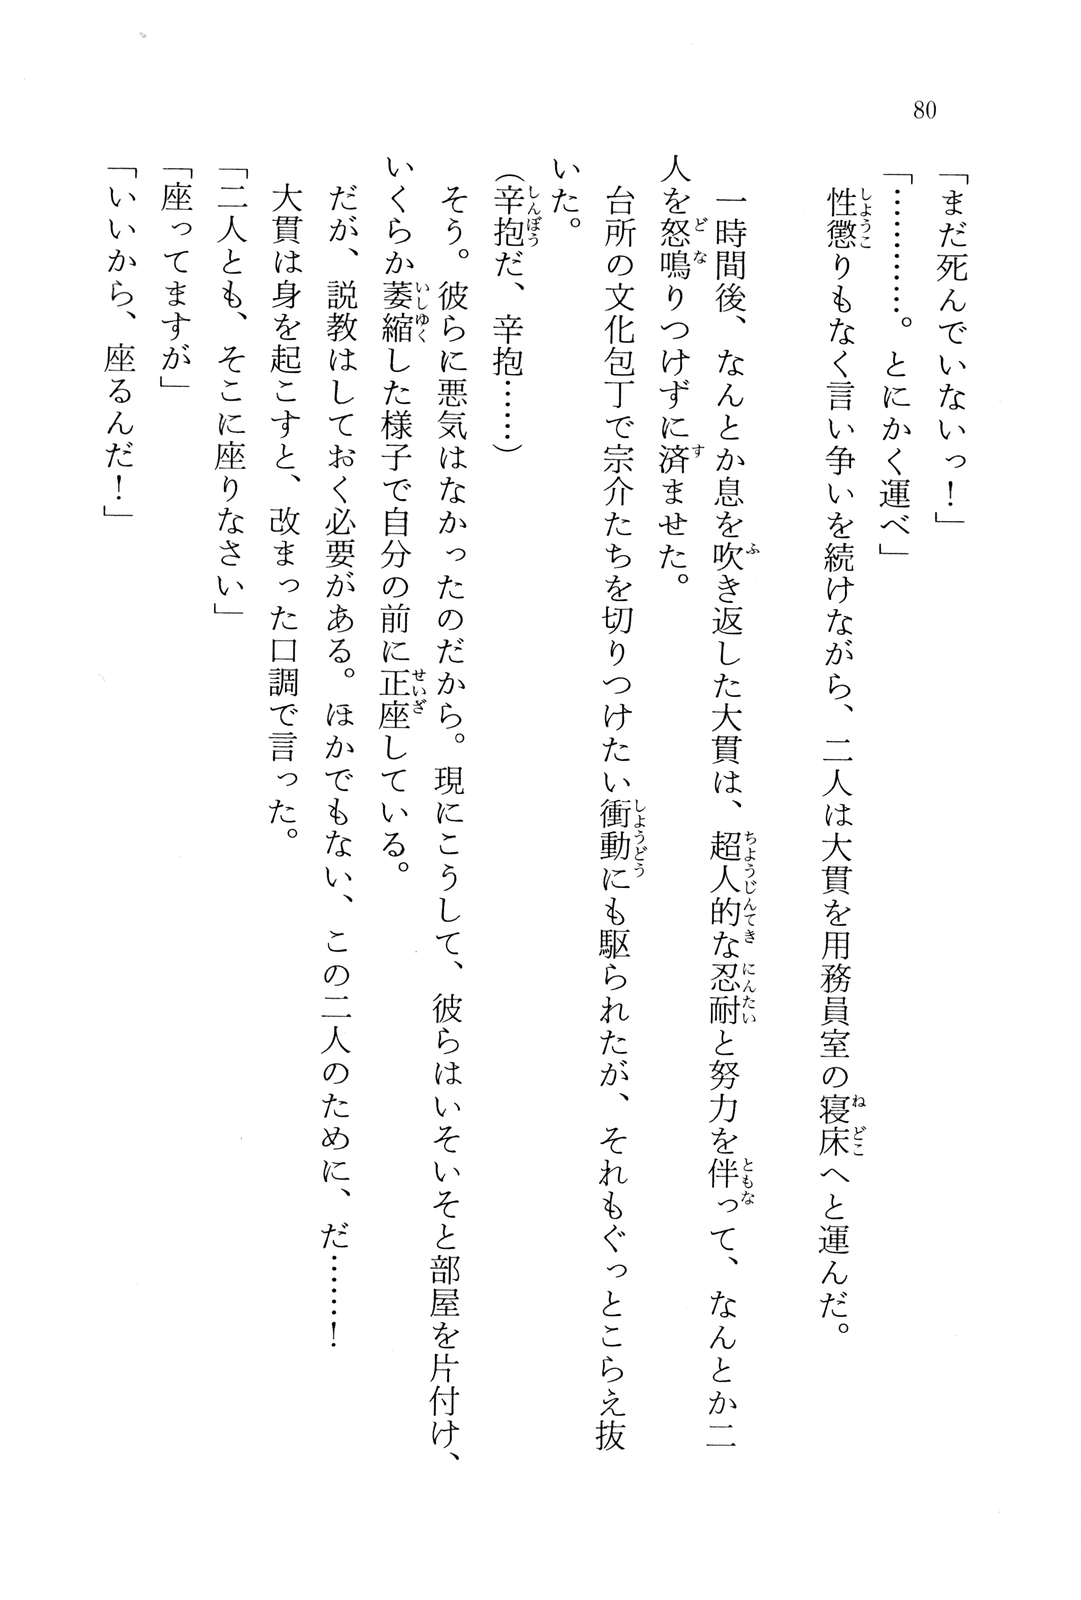 80
「まだ死んでいないっ！」
「…………。とにかく運べ」
性懲りもなく言い争いを続けながら、二人は大貫を用務員室の寝床へと運んだ。
一時間後、なんとか息を吹き返した大貫は、超人的な忍耐と努力を伴って、なんとか二
人を怒鳴りつけずに済ませた。
台所の文化包丁で宗介たちを切りつけたい衝動にも駆られたが、それもぐっとこらえ抜
いた。
（辛抱だ、辛抱……）
そう。彼らに悪気はなかったのだから。現にこうして、彼らはいそいそと部屋を片付け、
いくらか萎縮した様子で自分の前に正座している。
だが、説教はしておく必要がある。ほかでもない、この二人のために、だ……！
大貫は身を起こすと、改まった口調で言った。
「二人とも、そこに座りなさい」
「座ってますが」
「いいから、座るんだ！」